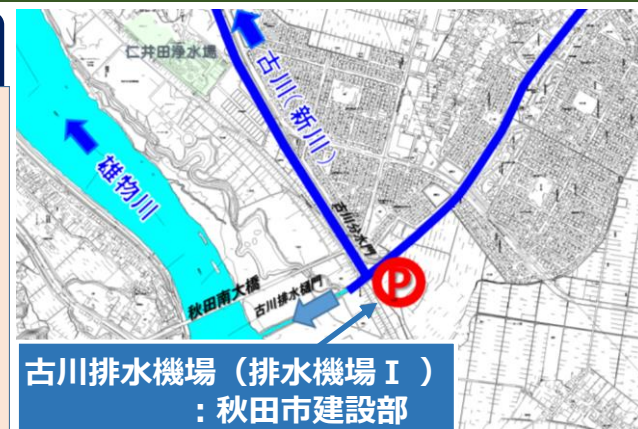 仁井田浄水場
古川(新川)
雄物川
古川分水門
秋田南大橋
古川排水樋門
P
古川排水機場（排水機場Ⅰ ）
：秋田市建設部